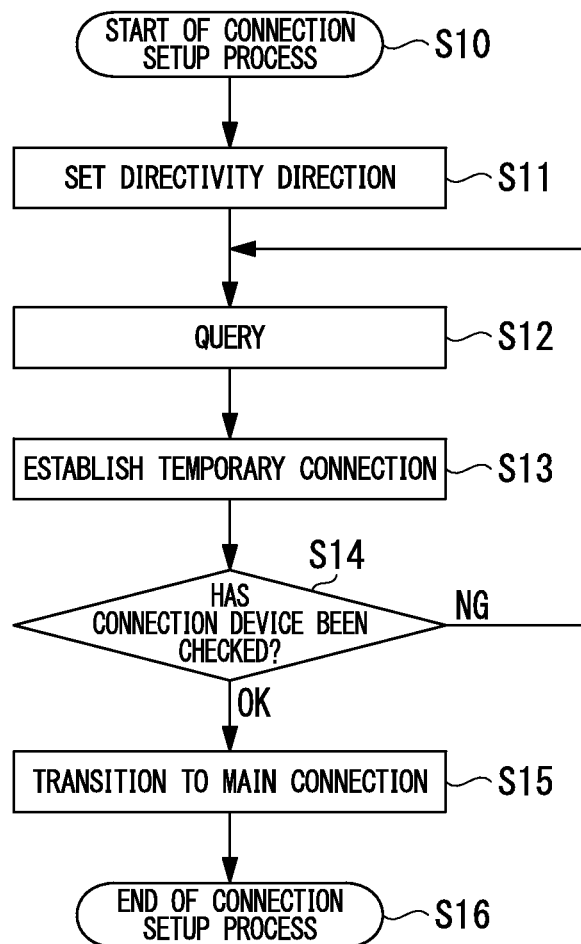 START OF CONNECTION
SETUP PROCESS
S10
SET DIRECTIVITY DIRECTION
S11
QUERY
S12
ESTABLISH TEMPORARY CONNECTION
S13
S14
HAS
CONNECTION DEVICE BEEN
CHECKED?
NG
OK
TRANSITION TO MAIN CONNECTION
S15
END OF CONNECTION
SETUP PROCESS
S16